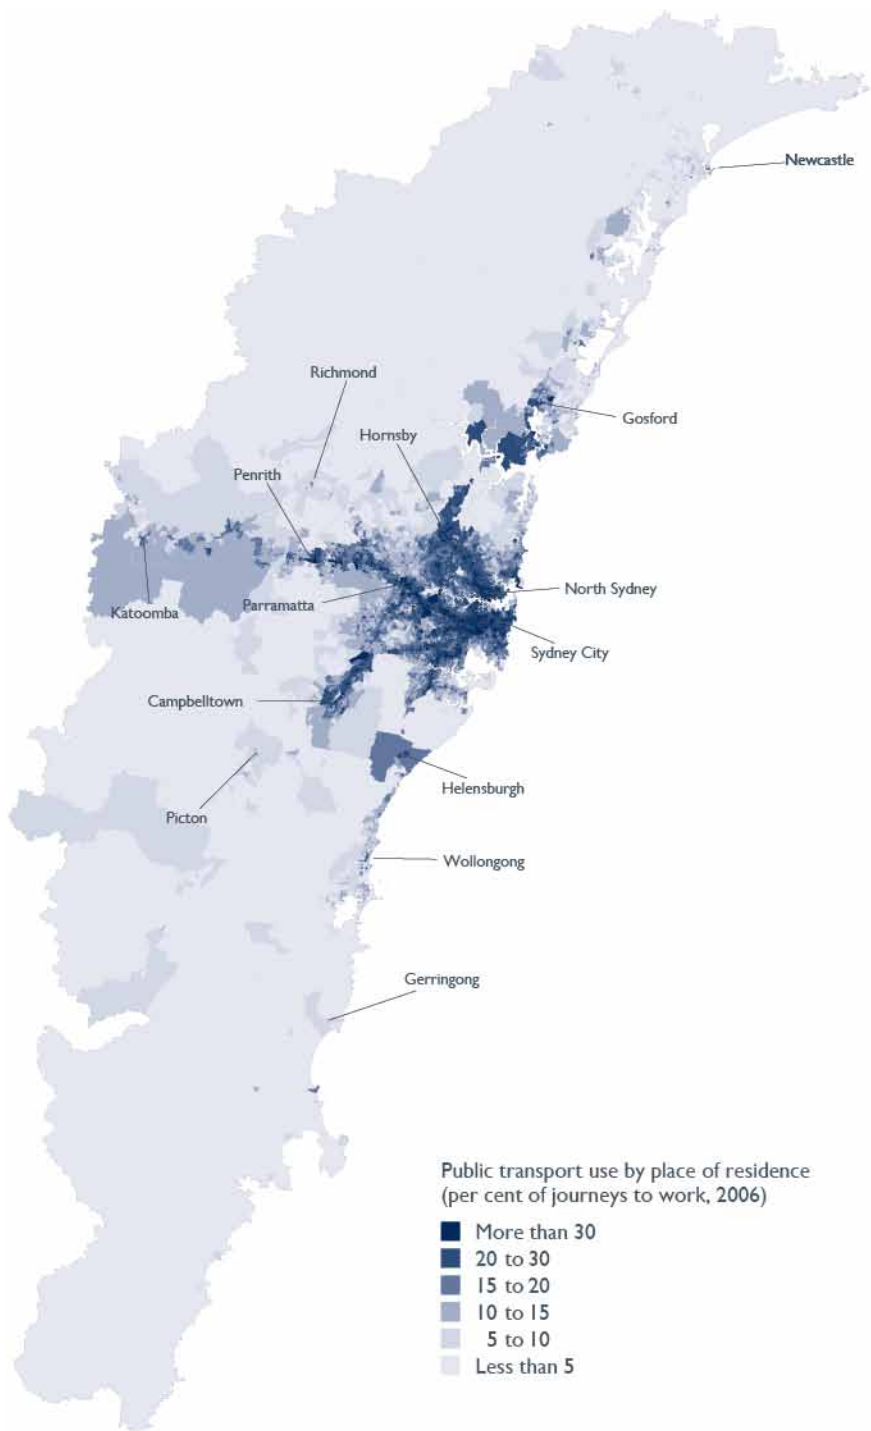 Newcastle
Richmond
Gosford
Hornsby
Penrith
North Sydney
Parramatta
Katoomba
Sydney City
Campbelltown
Helensburgh
Picton
Wollongong
Gerringong
Public transport use by place of residence
(per cent of journeys to work, 2006)
More than 30
20 to 30
15 to 20
10 to 15
5 to 10
Less than 5